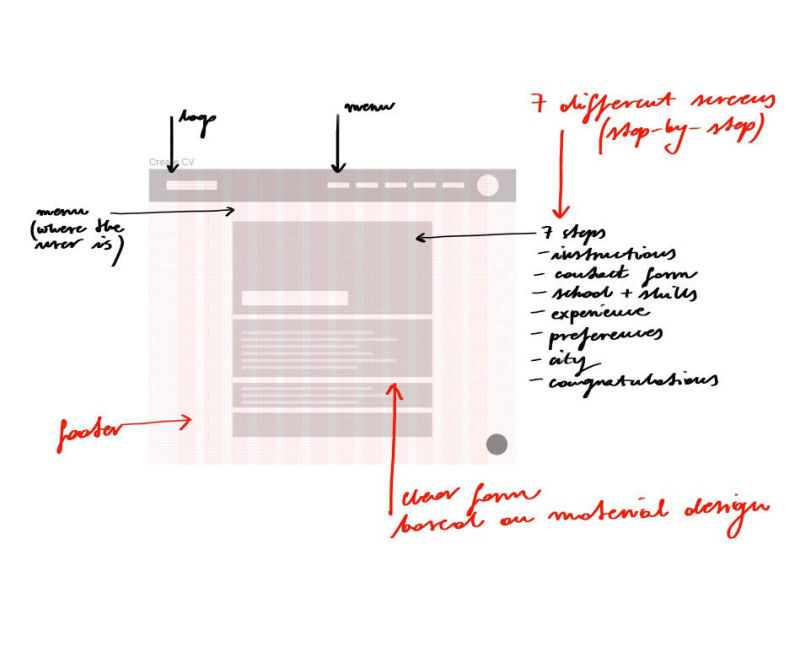 logo
menu
7 different screens
(step-by-step)
Create CV
menu
(where the
user is)
7 steps
- instructions
- contact form
- school + skills
- experience
- preferences
- city
- congratulations
footer
clear form
based on material design